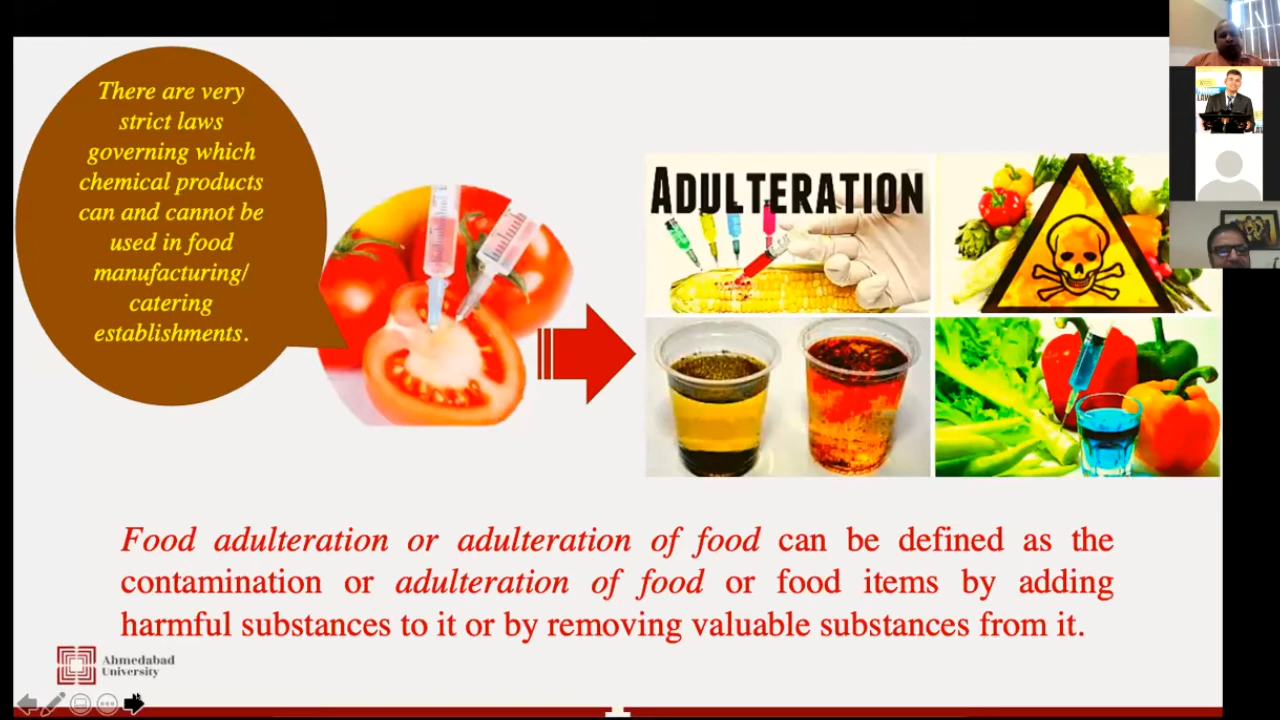 There are very
strict laws
governing which
chemical products
can and cannot be
used in food
manufacturing/
catering
establishments.
ADULTERATION
Food adulteration or adulteration of food can be defined as the
contamination or adulteration of food or food items by adding
harmful substances to it or by removing valuable substances from it.
Ahmedabad
University
LAW